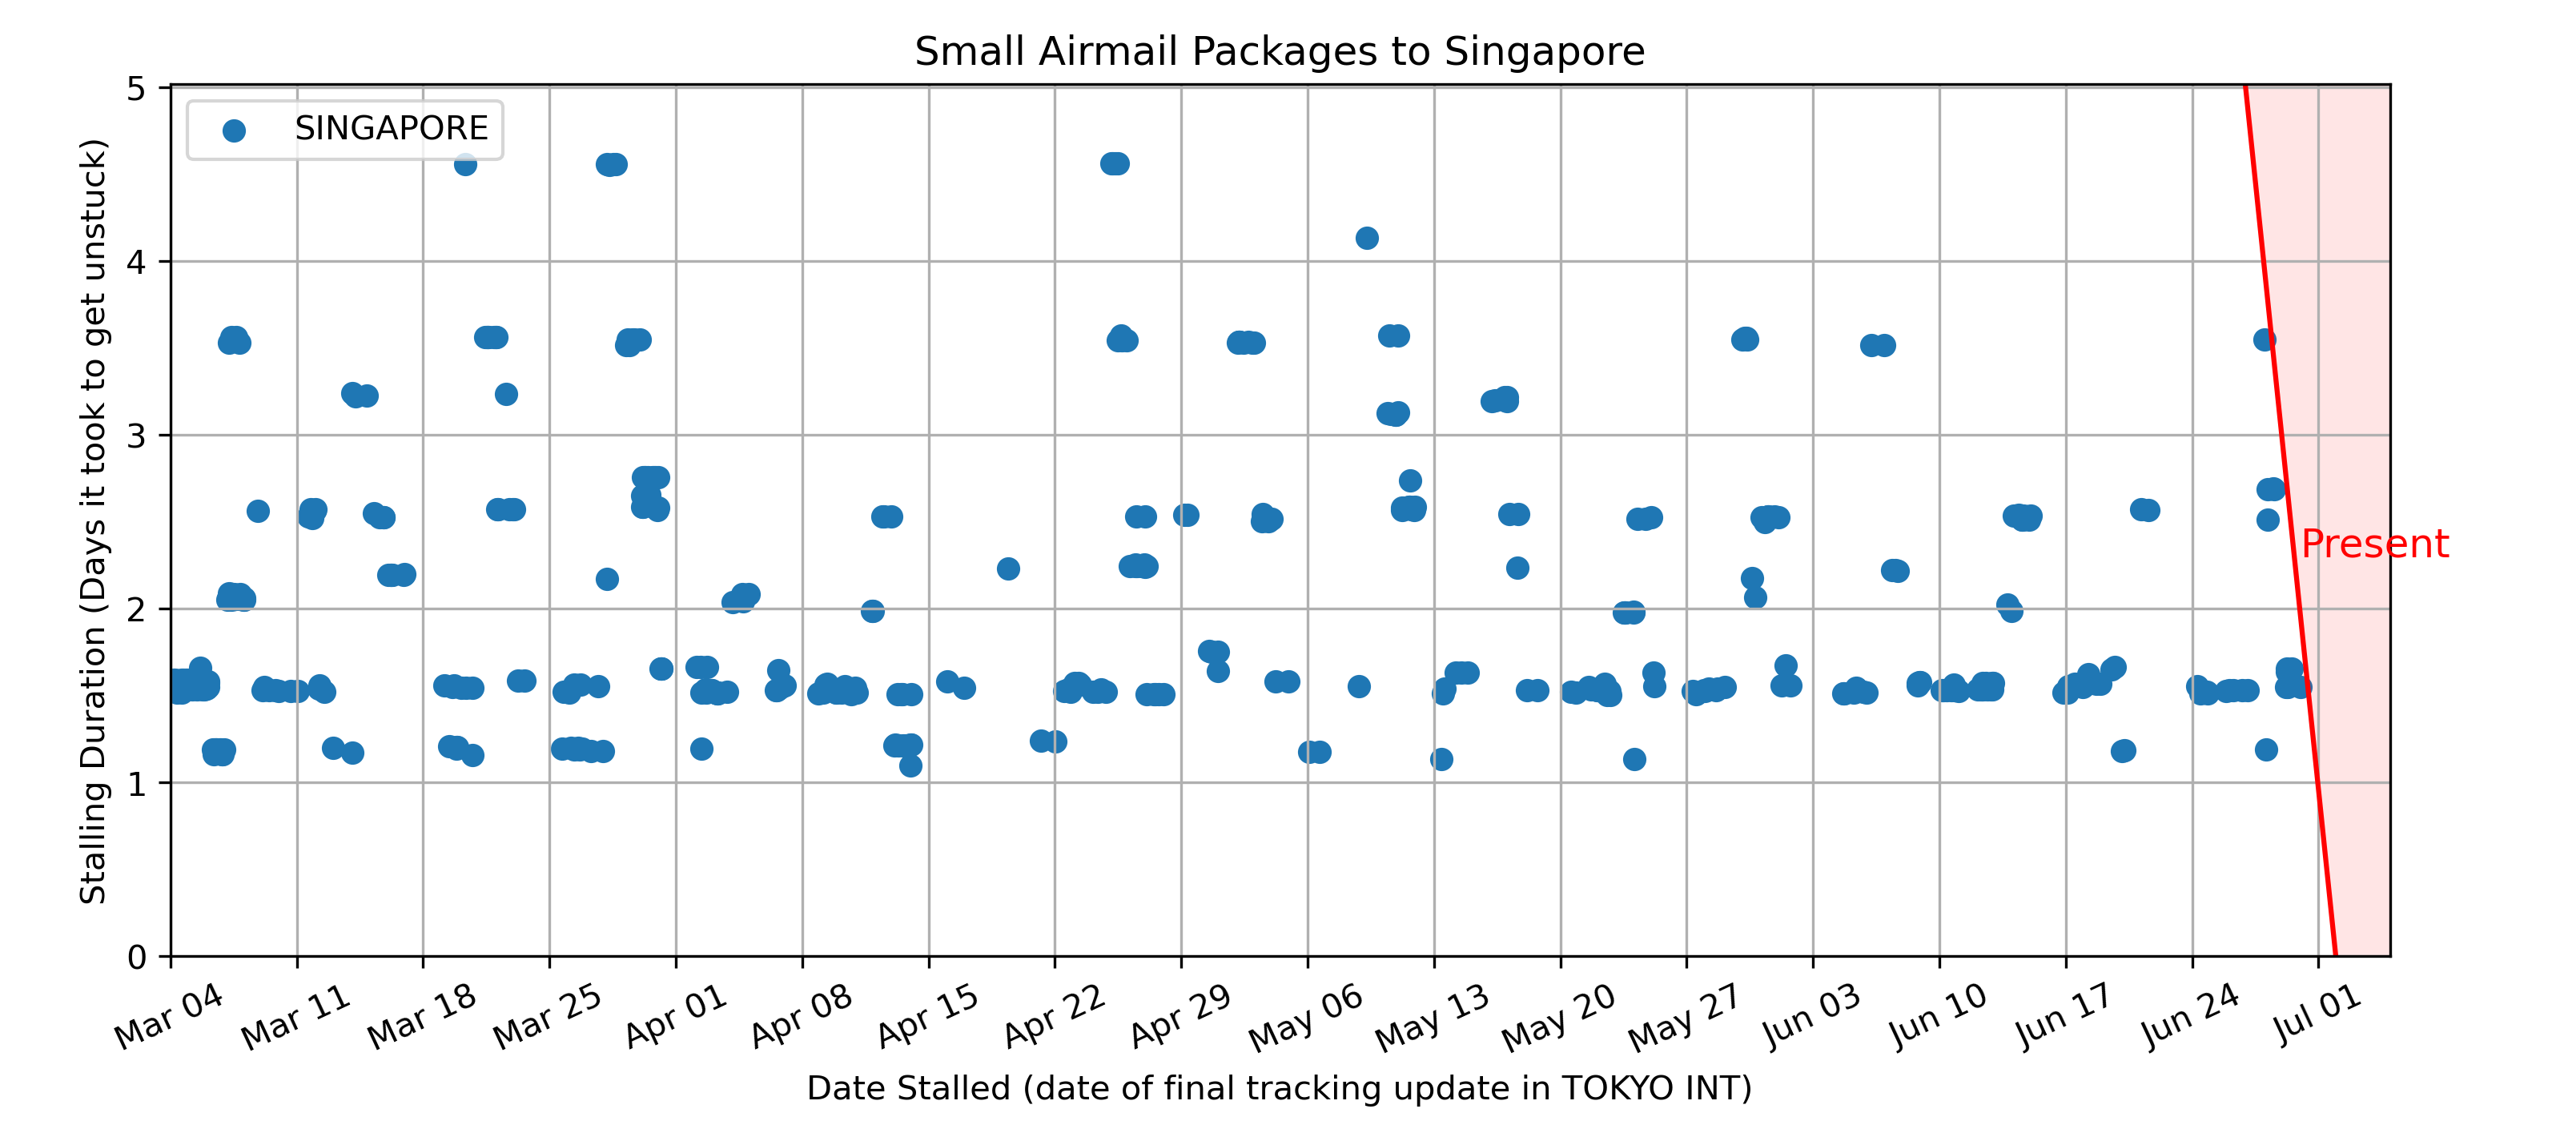 Small Airmail Packages to Singapore
SINGAPORE
Stalling Duration (Days it took to get unstuck)
5
4
3
2
1
0
Present
Mar 04
Mar 11
Mar 18
Mar 25
Apr 01
Apr 08
Apr 15
Apr 22
Apr 29
May 06
May 13
May 20
May 27
Jun 03
Jun 10
Jun 17
Jun 24
Jul 01
Date Stalled (date of final tracking update in TOKYO INT)